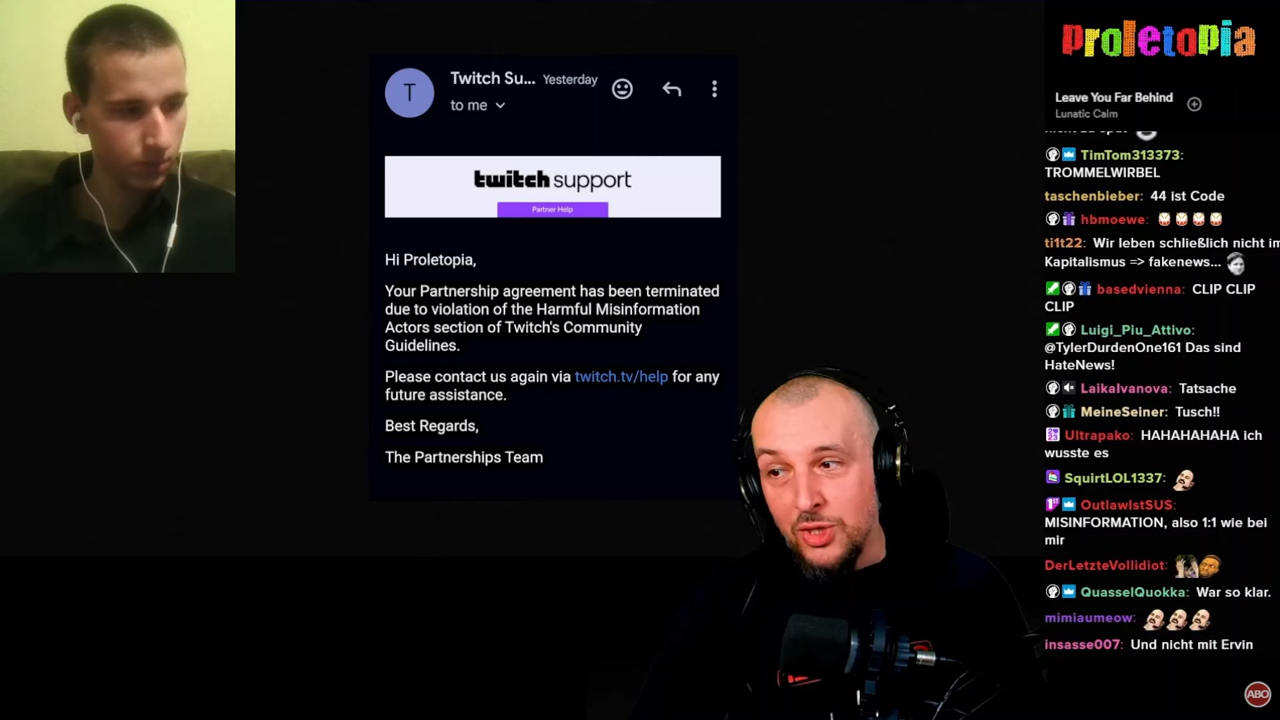 Proletopia
Leave You Far Behind
Lunatic Calm
T
Twitch Su... Yesterday
to me
twitch support
Partner Help
Hi Proletopia,
Your Partnership agreement has been terminated
due to violation of the Harmful Misinformation
Actors section of Twitch's Community
Guidelines.
Please contact us again via twitch.tv/help for any
future assistance.
Best Regards,
The Partnerships Team
nicht zu spät
TimTom313373:
TROMMELWIRBEL
taschenbieber: 44 ist Code
hbmoewe:
ti1t22: Wir leben schließlich nicht im
Kapitalismus => fakenews...
basedvienna: CLIP CLIP
CLIP
Luigi_Piu_Attivo:
@TylerDurdenOne161 Das sind
HateNews!
LaikaIvanova: Tatsache
MeineSeiner: Tusch!!
Ultrapako: HAHAHAHAHA ich
wusste es
SquirtLOL1337:
OutlawIstSUS:
MISINFORMATION, also 1:1 wie bei
mir
DerLetzteVollidiot:
QuasselQuokka: War so klar.
mimiaumeow:
insasse007: Und nicht mit Ervin
ABO